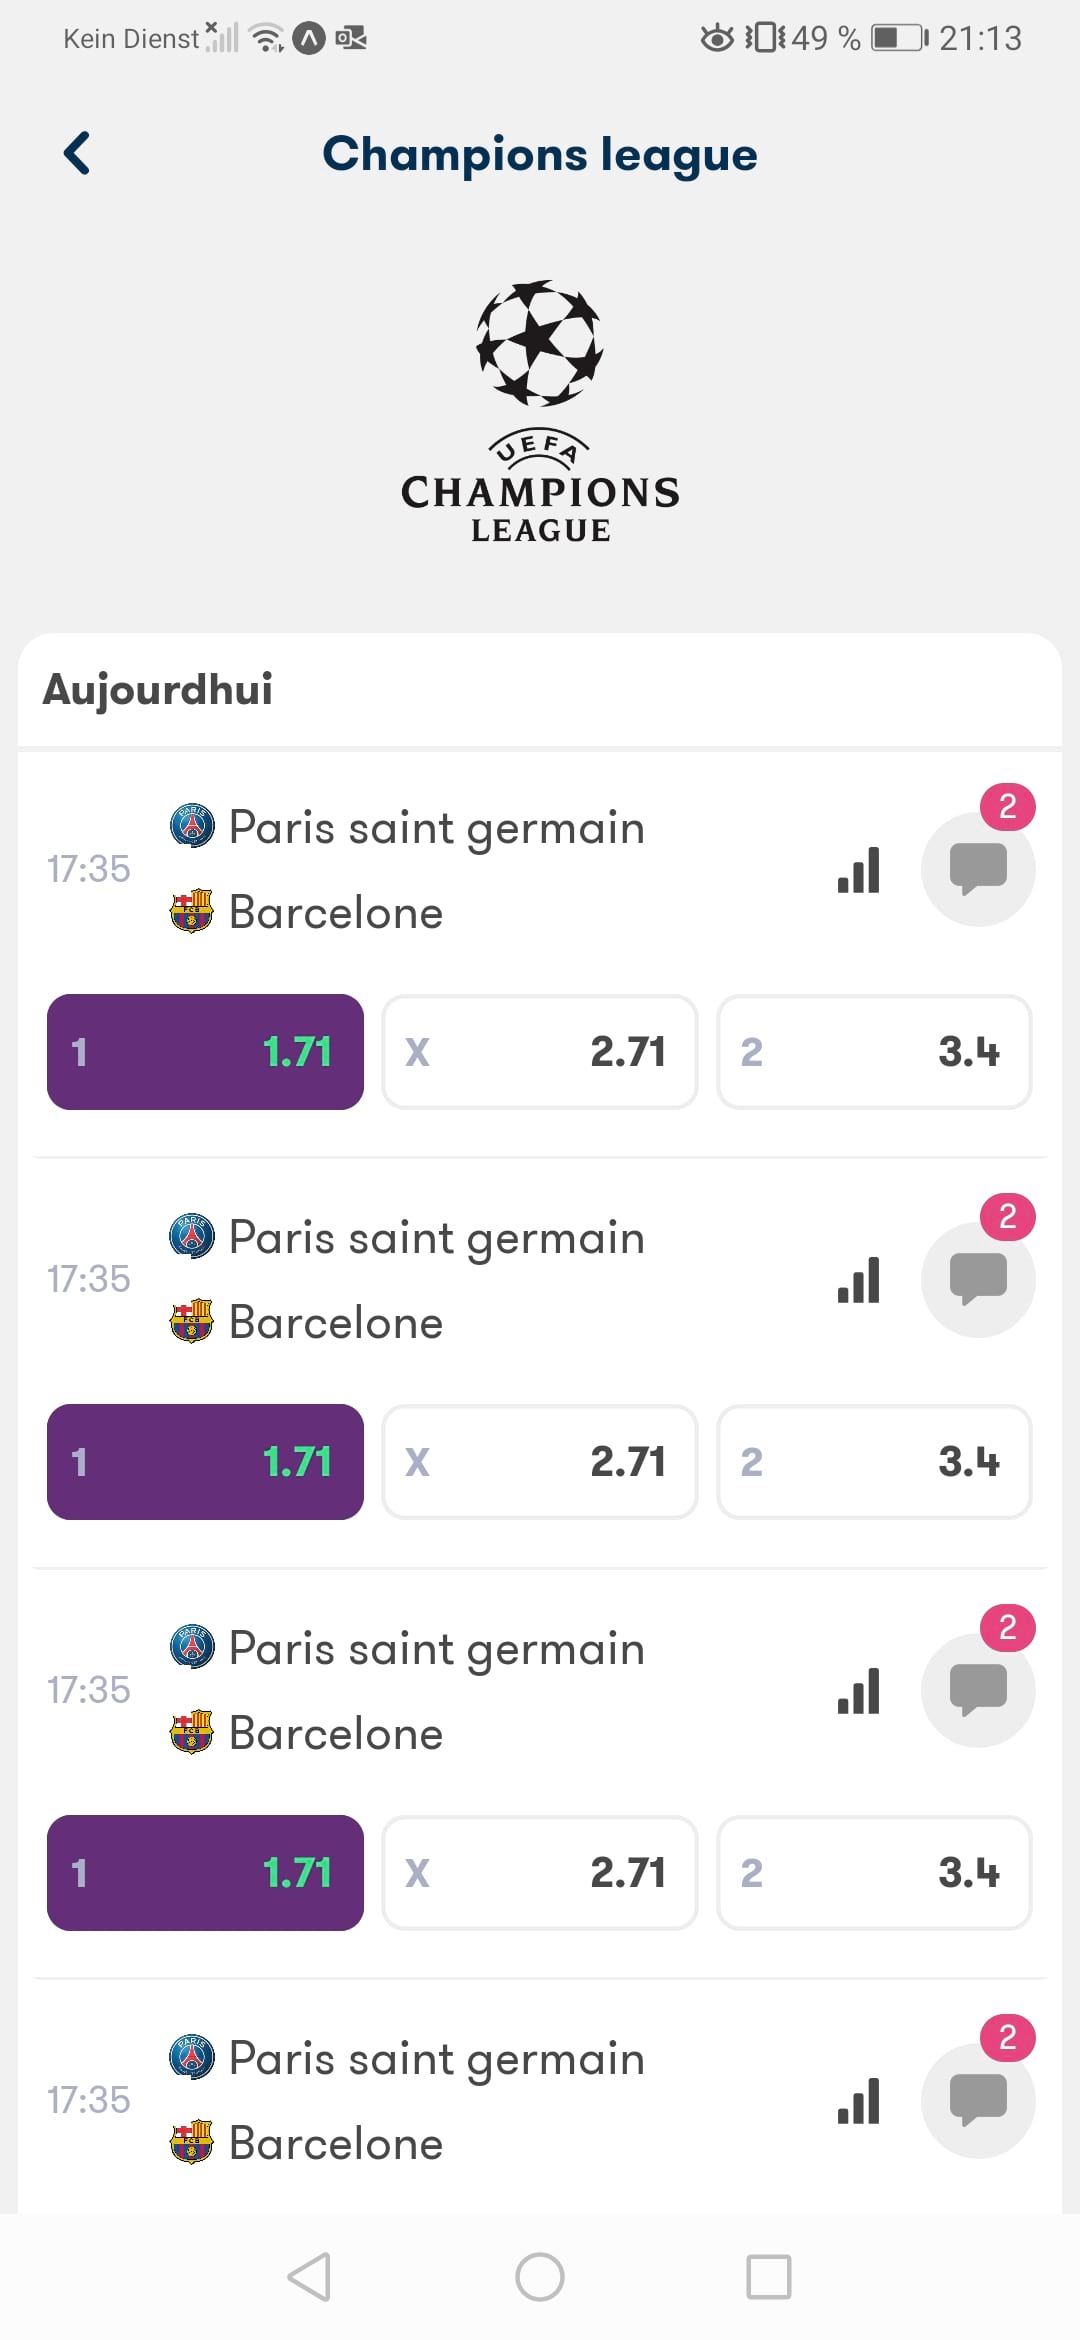 Kein Dienst 49 % 21:13
Champions league
UEFA
CHAMPIONS
LEAGUE
Aujourdhui
2
Paris saint germain
17:35
Barcelone
1 1.71 X 2.71 2 3.4
2
Paris saint germain
17:35
Barcelone
1 1.71 X 2.71 2 3.4
2
Paris saint germain
17:35
Barcelone
1 1.71 X 2.71 2 3.4
2
Paris saint germain
17:35
Barcelone